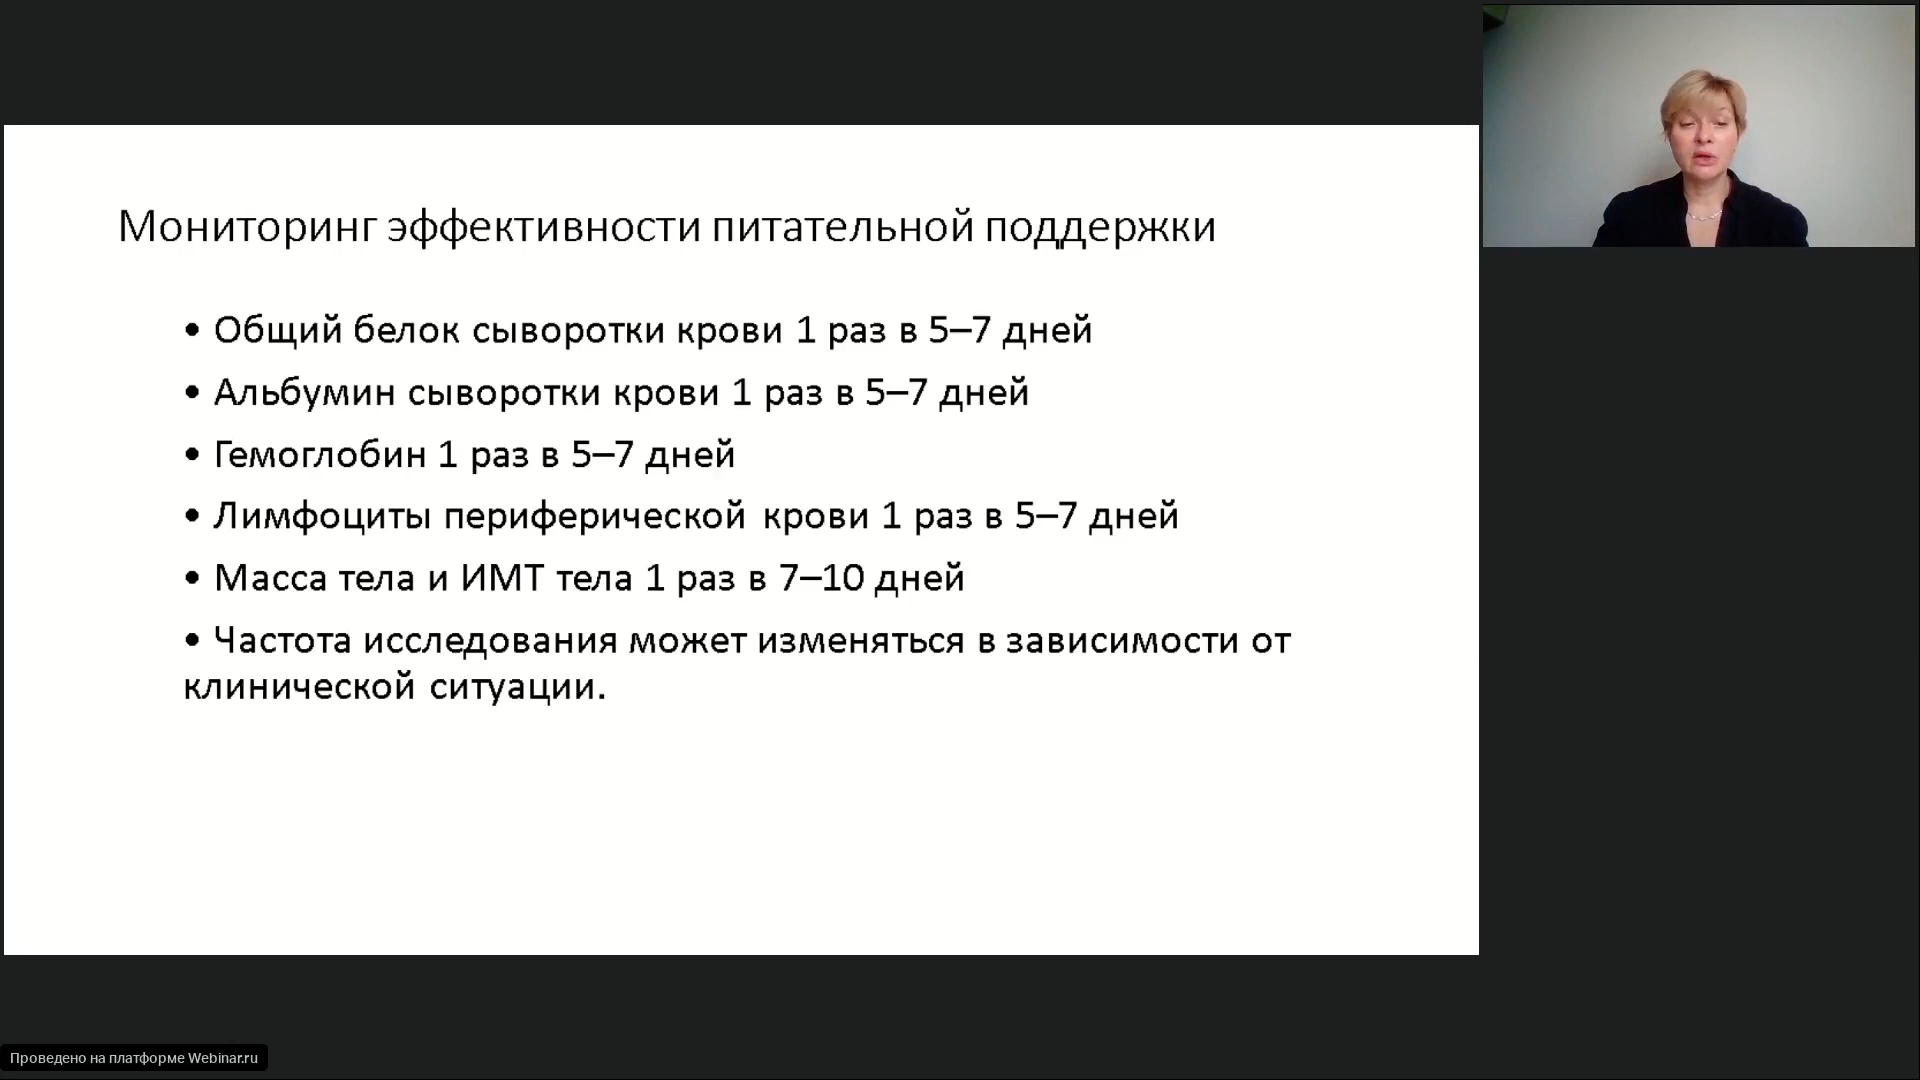 Мониторинг эффективности питательной поддержки
• Общий белок сыворотки крови 1 раз в 5–7 дней
• Альбумин сыворотки крови 1 раз в 5–7 дней
• Гемоглобин 1 раз в 5–7 дней
• Лимфоциты периферической крови 1 раз в 5–7 дней
• Масса тела и ИМТ тела 1 раз в 7–10 дней
• Частота исследования может изменяться в зависимости от
клинической ситуации.
Проведено на платформе Webinar.ru